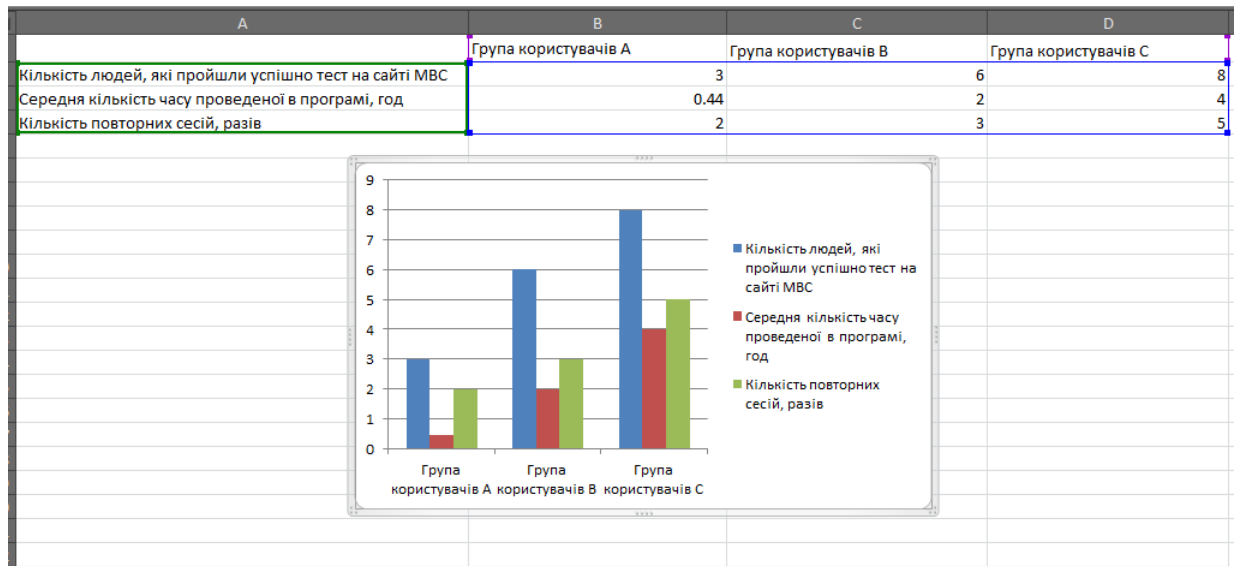 A B C D
Група користувачів А Група користувачів В Група користувачів С
Кількість людей, які пройшли успішно тест на сайті МВС 3 6 8
Середня кількість часу проведеної в програмі, год 0.44 2 4
Кількість повторних сесій, разів 2 3 5
9
8
7
6
5
4
3
2
1
0
Група користувачів А
Група користувачів В
Група користувачів С
Кількість людей, які
пройшли успішно тест на
сайті МВС
Середня кількість часу
проведеної в програмі,
год
Кількість повторних
сесій, разів